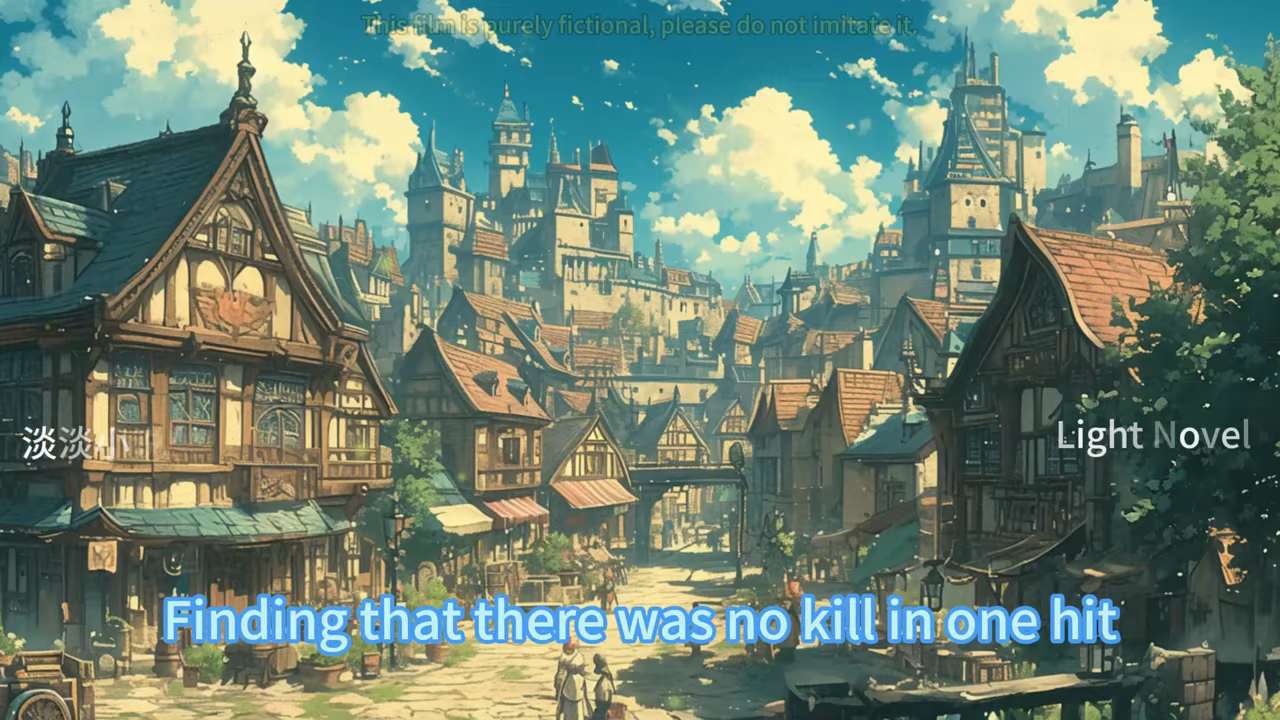 This film is purely fictional, please do not imitate it.
淡淡小
Light Novel
Finding that there was no kill in one hit